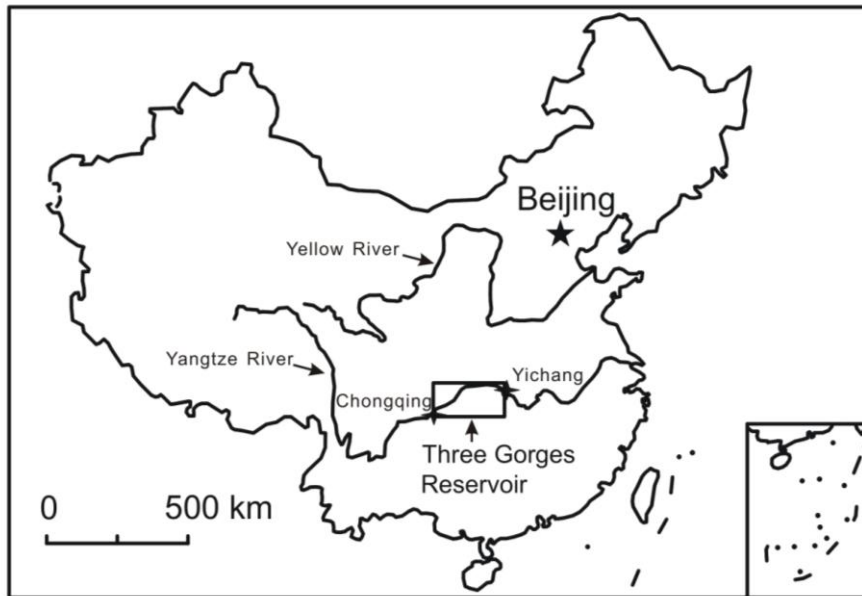 Beijing
Yellow River
Yangtze River
Yichang
Chongqing
Three Gorges
Reservoir
0 500 km